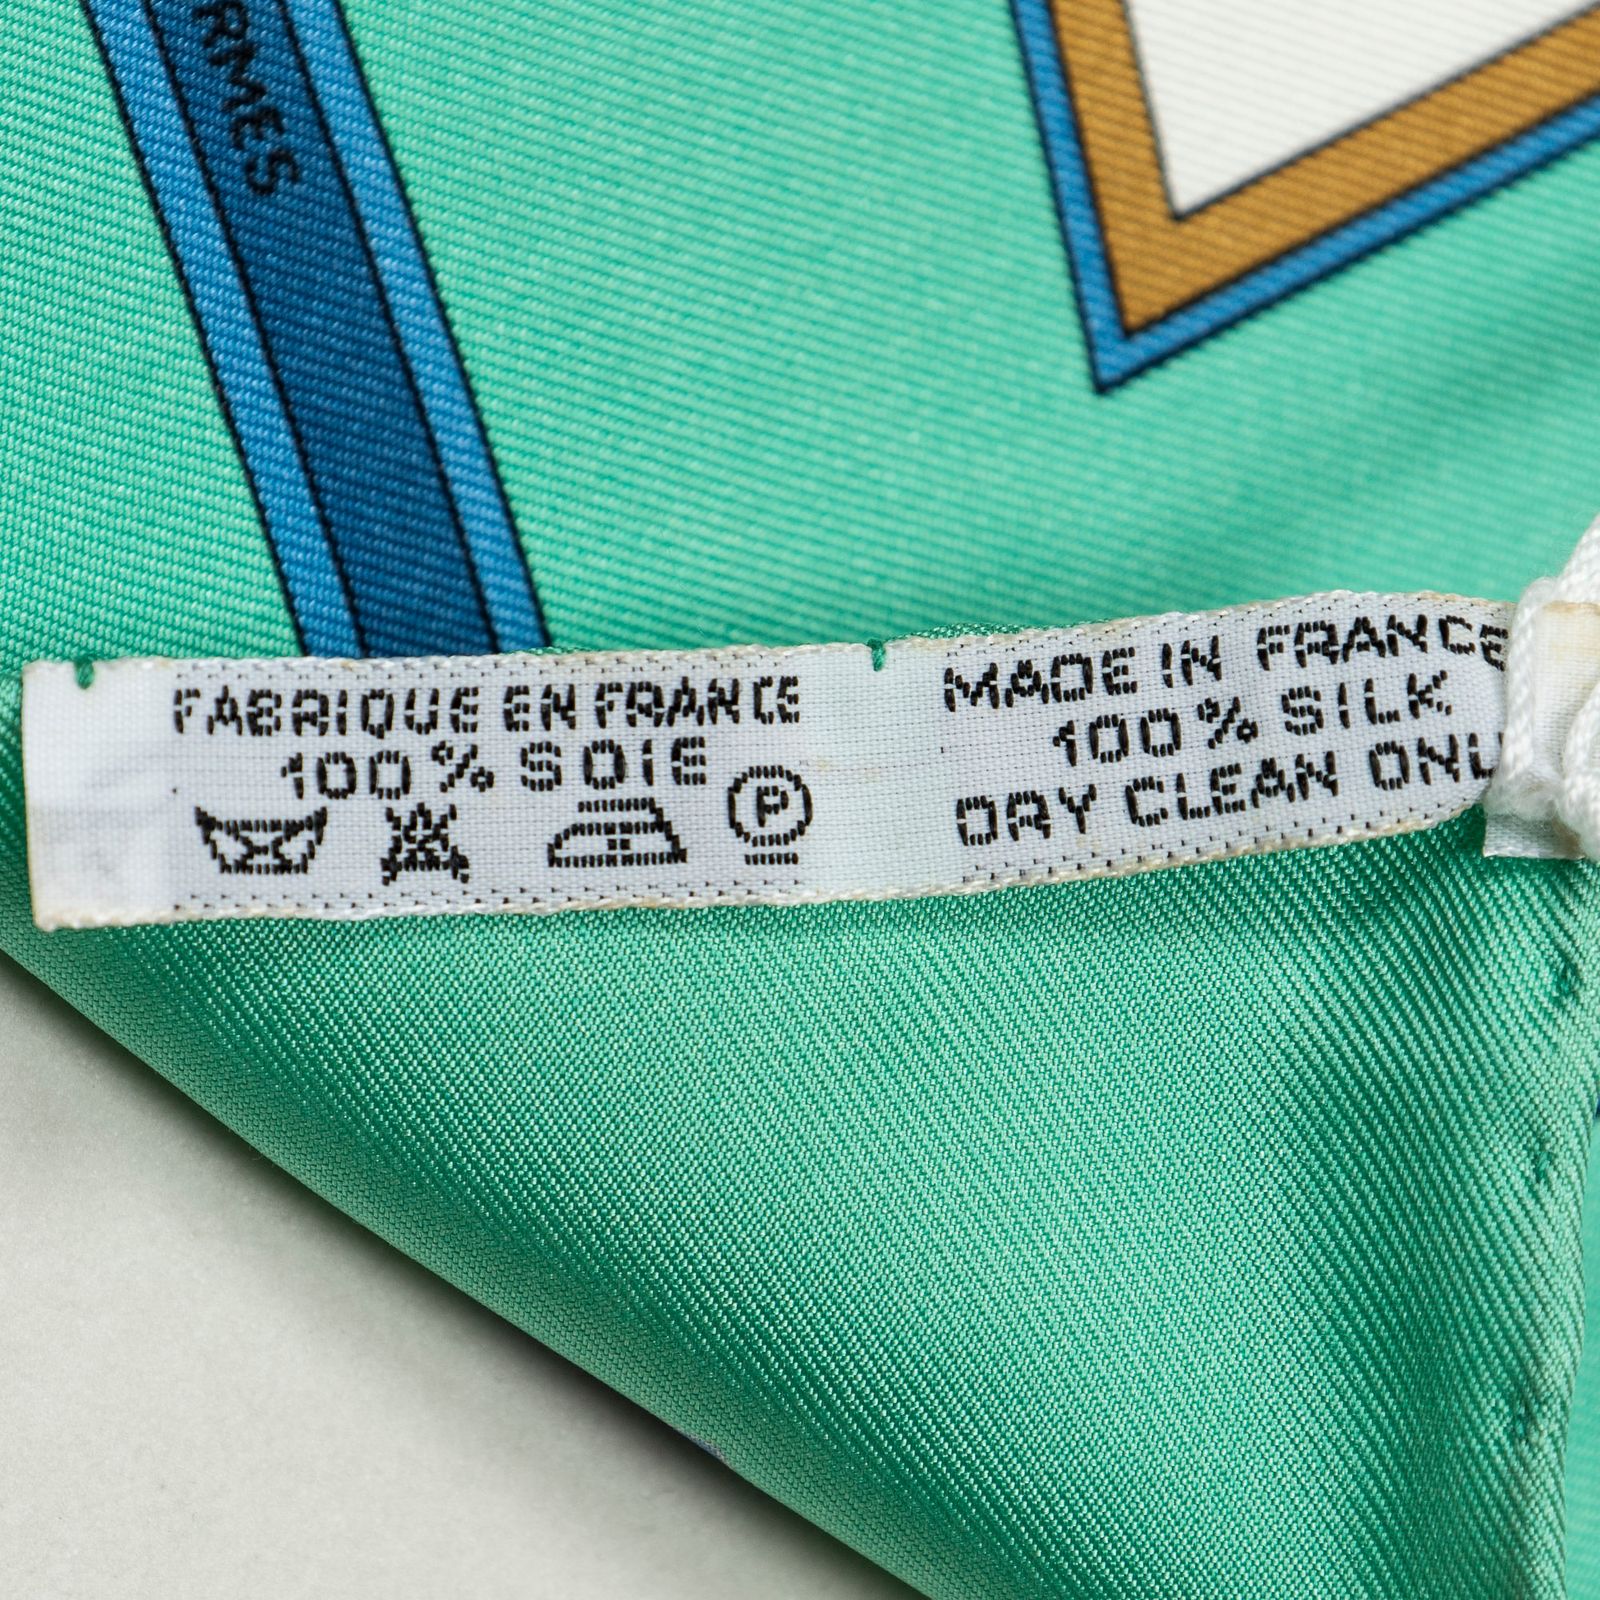 RMES
FABRIQUE EN FRANCE
100% SOIE
P
MADE IN FRANCE
100% SILK
DRY CLEAN ONL